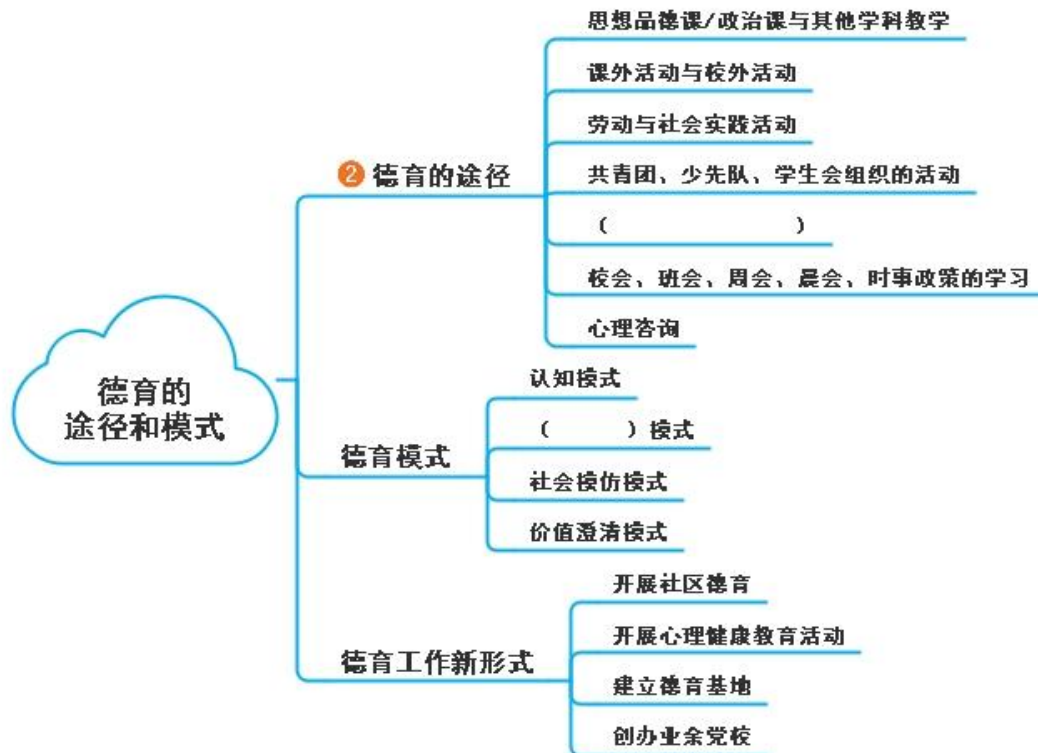 思想品德课/政治课与其他学科教学
课外活动与校外活动
劳动与社会实践活动
② 德育的途径
共青团、少先队、学生会组织的活动
（ ）
校会、班会、周会、晨会、时事政策的学习
心理咨询
德育的
途径和模式
认知模式
（ ）模式
德育模式
社会模仿模式
价值澄清模式
开展社区德育
开展心理健康教育活动
德育工作新形式
建立德育基地
创办业余党校